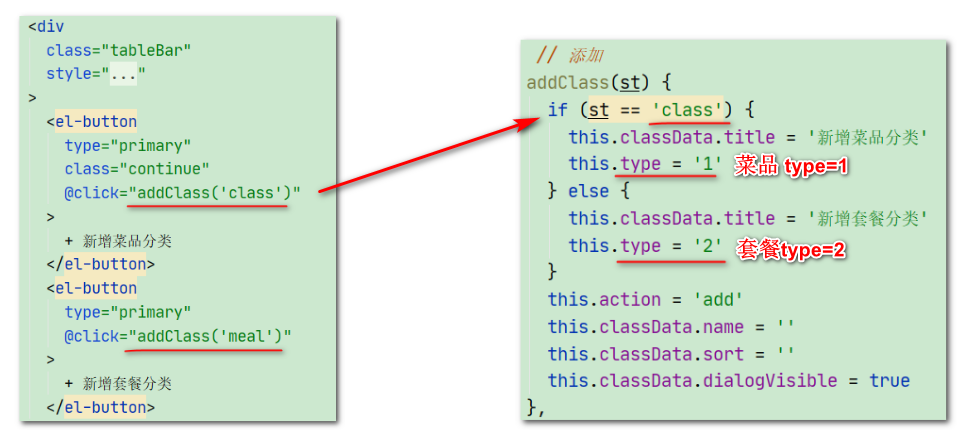 <div
class="tableBar"
style="..."
>
<el-button
type="primary"
class="continue"
@click="addClass('class')"
>
+ 新增菜品分类
</el-button>
<el-button
type="primary"
@click="addClass('meal')"
>
+ 新增套餐分类
</el-button>
// 添加
addClass(st) {
if (st == 'class') {
this.classData.title = '新增菜品分类'
this.type = '1' 菜品 type=1
} else {
this.classData.title = '新增套餐分类'
this.type = '2' 套餐type=2
}
this.action = 'add'
this.classData.name = ''
this.classData.sort = ''
this.classData.dialogVisible = true
},